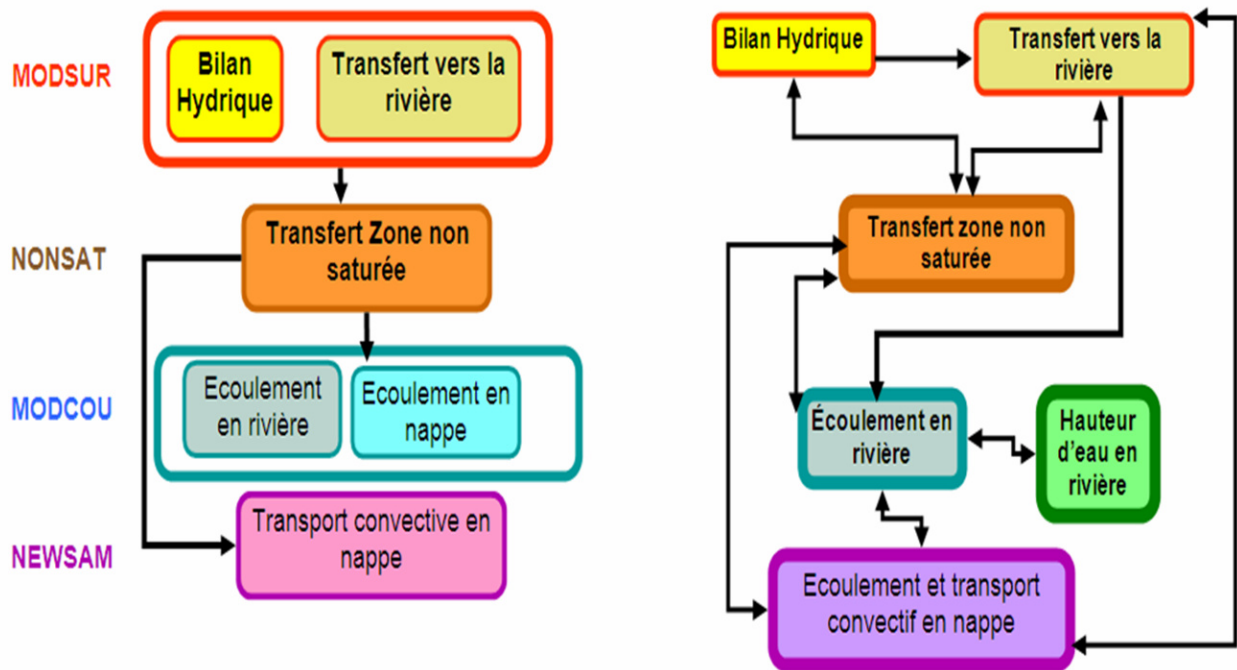 MODSUR
Bilan
Hydrique
Transfert vers la
rivière
NONSAT
Transfert Zone non
saturée
MODCOU
Ecoulement
en rivière
Ecoulement en
nappe
NEWSAM
Transport convective en
nappe
Bilan Hydrique
Transfert vers la
rivière
Transfert zone non
saturée
Écoulement en
rivière
Hauteur
d'eau en
rivière
Ecoulement et transport
convectif en nappe